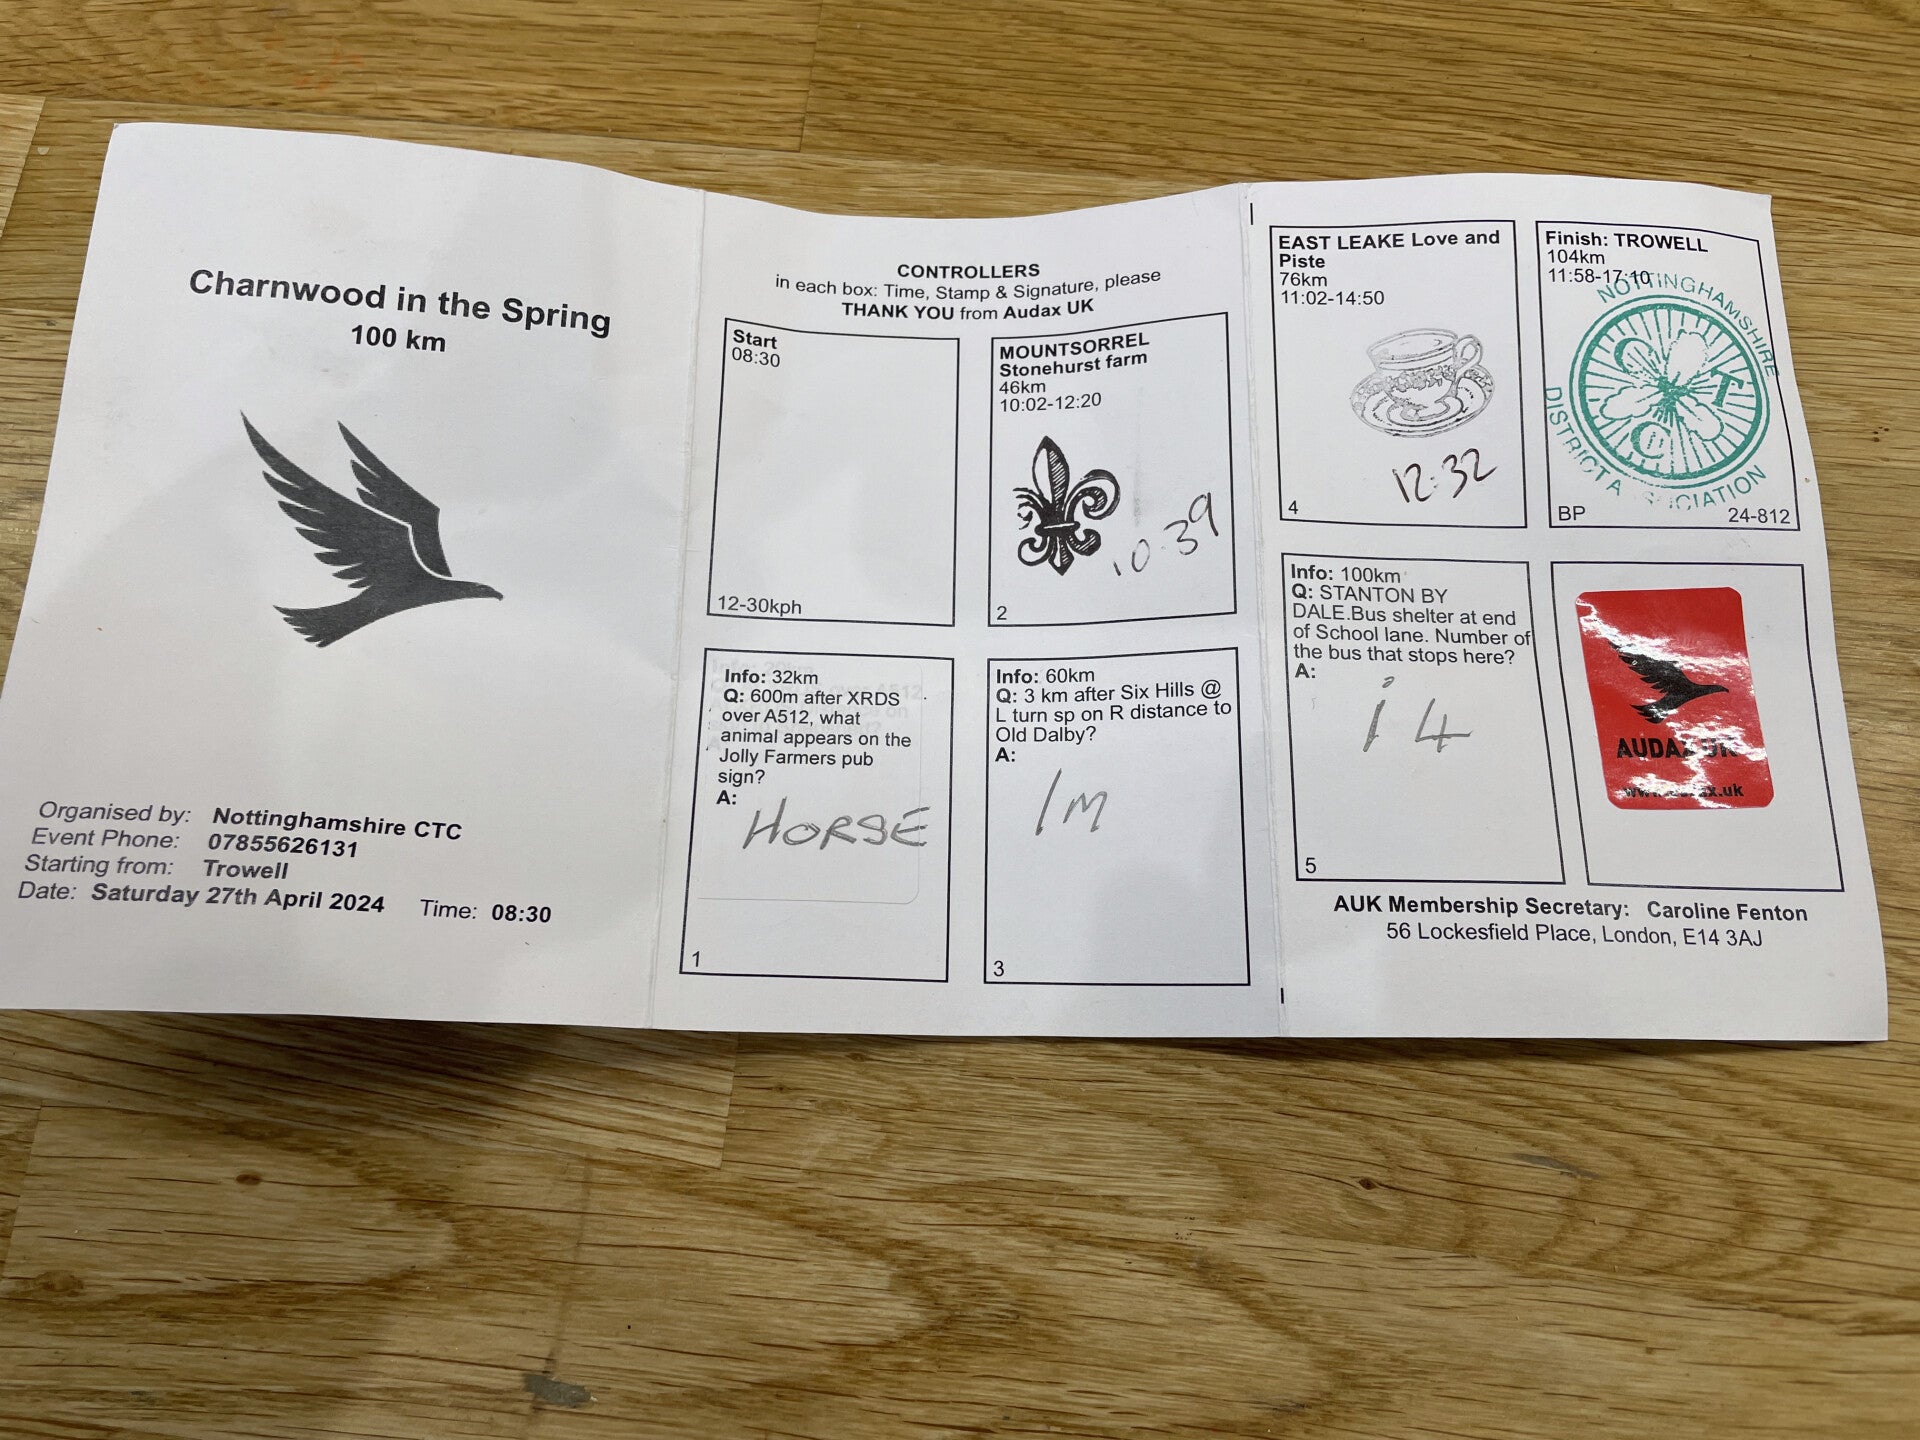 Charnwood in the Spring
100 km
Organised by: Nottinghamshire CTC
Event Phone: 07855626131
Starting from: Trowell
Date: Saturday 27th April 2024 Time: 08:30
CONTROLLERS
in each box: Time, Stamp & Signature, please
THANK YOU from Audax UK
Start
08:30
12-30kph
MOUNTSORREL
Stonehurst farm
46km
10:02-12:20
10.39
2
Info: 32km
Q: 600m after XRDS
over A512, what
animal appears on the
Jolly Farmers pub
sign?
A:
HORSE
1
Info: 60km
Q: 3 km after Six Hills @
L turn sp on R distance to
Old Dalby?
A:
1M
3
EAST LEAKE Love and
Piste
76km
11:02-14:50
12:32
4
Finish: TROWELL
104km
11:58-17:10
NOTTINGHAMSHIRE
C T C
DISTRICT
BP 24-812
Info: 100km
Q: STANTON BY
DALE.Bus shelter at end
of School lane. Number of
the bus that stops here?
A:
i4
5
AUDAX UK
AUK Membership Secretary: Caroline Fenton
56 Lockesfield Place, London, E14 3AJ